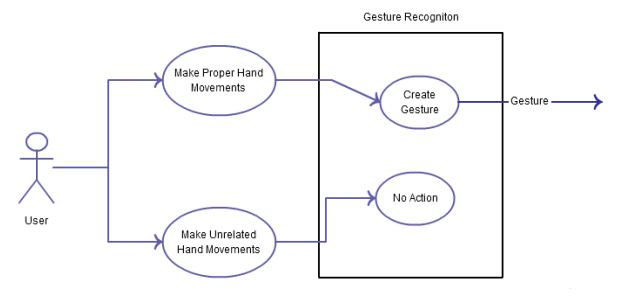 Gesture Recogniton
Make Proper Hand
Movements
Create
Gesture
Gesture
No Action
User
Make Unrelated
Hand Movements